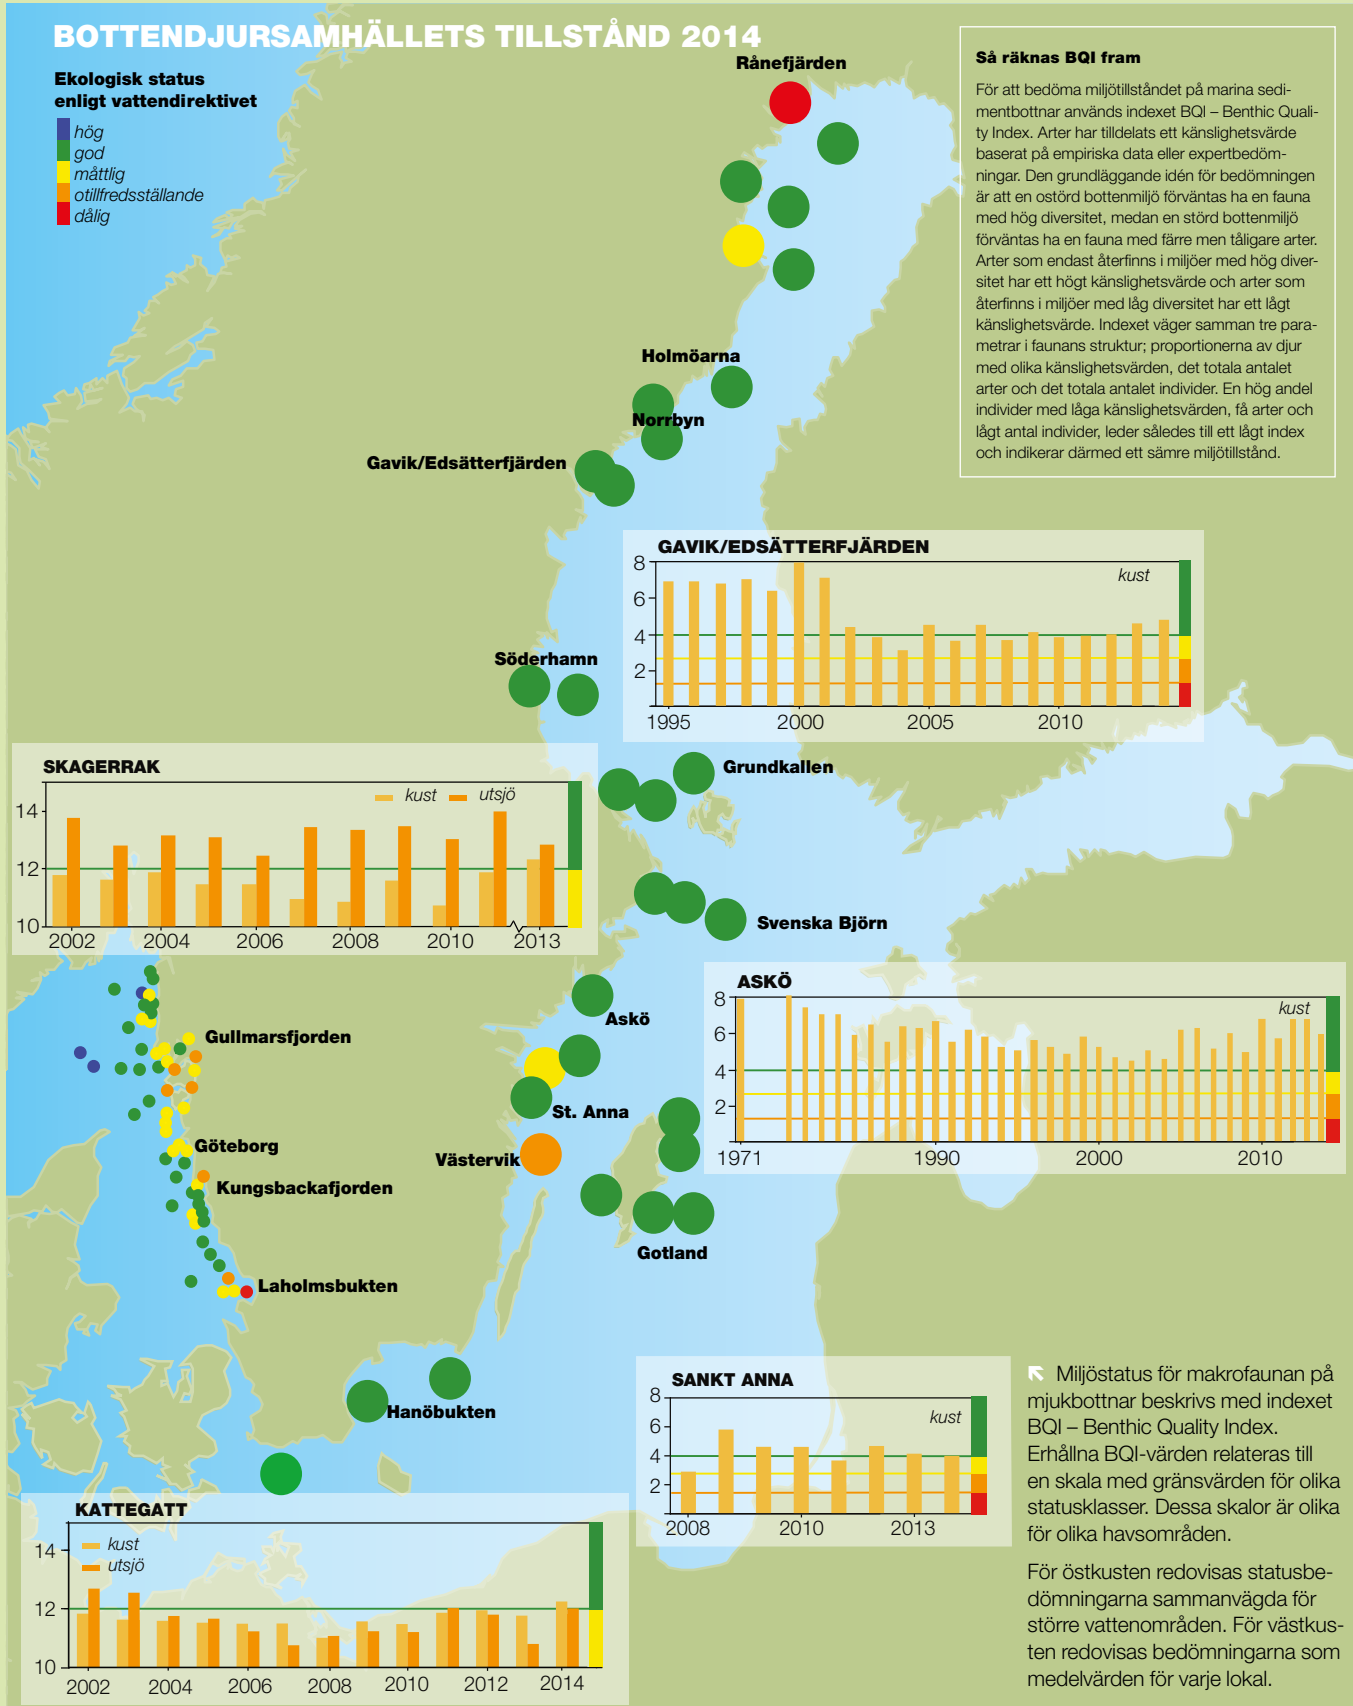 BOTTENDJURSAMHÄLLETS TILLSTÅND 2014
Ekologisk status
enligt vattendirektivet
hög
god
måttlig
otillfredsställande
dålig
Så räknas BQI fram
För att bedöma miljötillståndet på marina sedi-
mentbottnar används indexet BQI – Benthic Quali-
ty Index. Arter har tilldelats ett känslighetsvärde
baserat på empiriska data eller expertbedöm-
ningar. Den grundläggande idén för bedömningen
är att en ostörd bottenmiljö förväntas ha en fauna
med hög diversitet, medan en störd bottenmiljö
förväntas ha en fauna med färre men tåligare arter.
Arter som endast återfinns i miljöer med hög diver-
sitet har ett högt känslighetsvärde och arter som
återfinns i miljöer med låg diversitet har ett lågt
känslighetsvärde. Indexet väger samman tre para-
metrar i faunans struktur; proportionerna av djur
med olika känslighetsvärden, det totala antalet
arter och det totala antalet individer. En hög andel
individer med låga känslighetsvärden, få arter och
lågt antal individer, leder således till ett lågt index
och indikerar därmed ett sämre miljötillstånd.
Rånefjärden
Holmöarna
Norrbyn
Gavik/Edsätterfjärden
GAVIK/EDSÄTTERFJÄRDEN
kust
8
6
4
2
1995 2000 2005 2010
Söderhamn
Grundkallen
SKAGERRAK
kust utsjö
14
12
10
2002 2004 2006 2008 2010 2013
Svenska Björn
ASKÖ
kust
8
6
4
2
1971 1990 2000 2010
Askö
Gullmarsfjorden
St. Anna
Göteborg
Västervik
Kungsbackafjorden
Gotland
Laholmsbukten
Hanöbukten
SANKT ANNA
kust
8
6
4
2
2008 2010 2013
KATTEGATT
kust
utsjö
14
12
10
2002 2004 2006 2008 2010 2012 2014
Miljöstatus för makrofaunan på
mjukbottnar beskrivs med indexet
BQI – Benthic Quality Index.
Erhållna BQI-värden relateras till
en skala med gränsvärden för olika
statusklasser. Dessa skalor är olika
för olika havsområden.
För östkusten redovisas statusbe-
dömningarna sammanvägda för
större vattenområden. För västkus-
ten redovisas bedömningarna som
medelvärden för varje lokal.